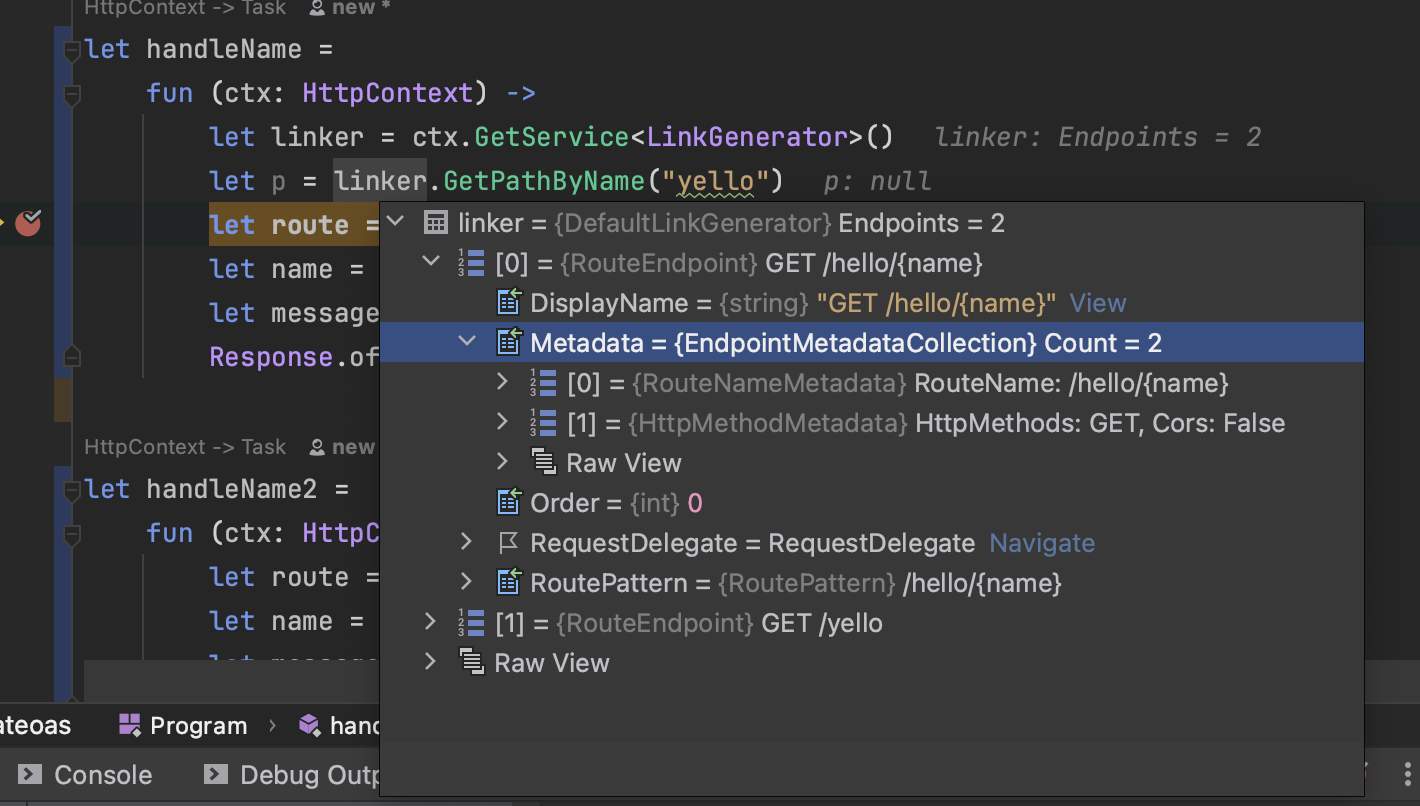 HttpContext -> Task new *
let handleName =
fun (ctx: HttpContext) ->
let linker = ctx.GetService<LinkGenerator>() linker: Endpoints = 2
let p = linker.GetPathByName("yello") p: null
let route =
linker = {DefaultLinkGenerator} Endpoints = 2
[0] = {RouteEndpoint} GET /hello/{name}
let name =
DisplayName = {string} "GET /hello/{name}" View
let message
Metadata = {EndpointMetadataCollection} Count = 2
Response.of
[0] = {RouteNameMetadata} RouteName: /hello/{name}
[1] = {HttpMethodMetadata} HttpMethods: GET, Cors: False
HttpContext -> Task new
Raw View
let handleName2 =
Order = {int} 0
fun (ctx: HttpC
RequestDelegate = RequestDelegate Navigate
let route =
RoutePattern = {RoutePattern} /hello/{name}
let name =
[1] = {RouteEndpoint} GET /yello
Raw View
ateoas Program > hand
Console Debug Outp